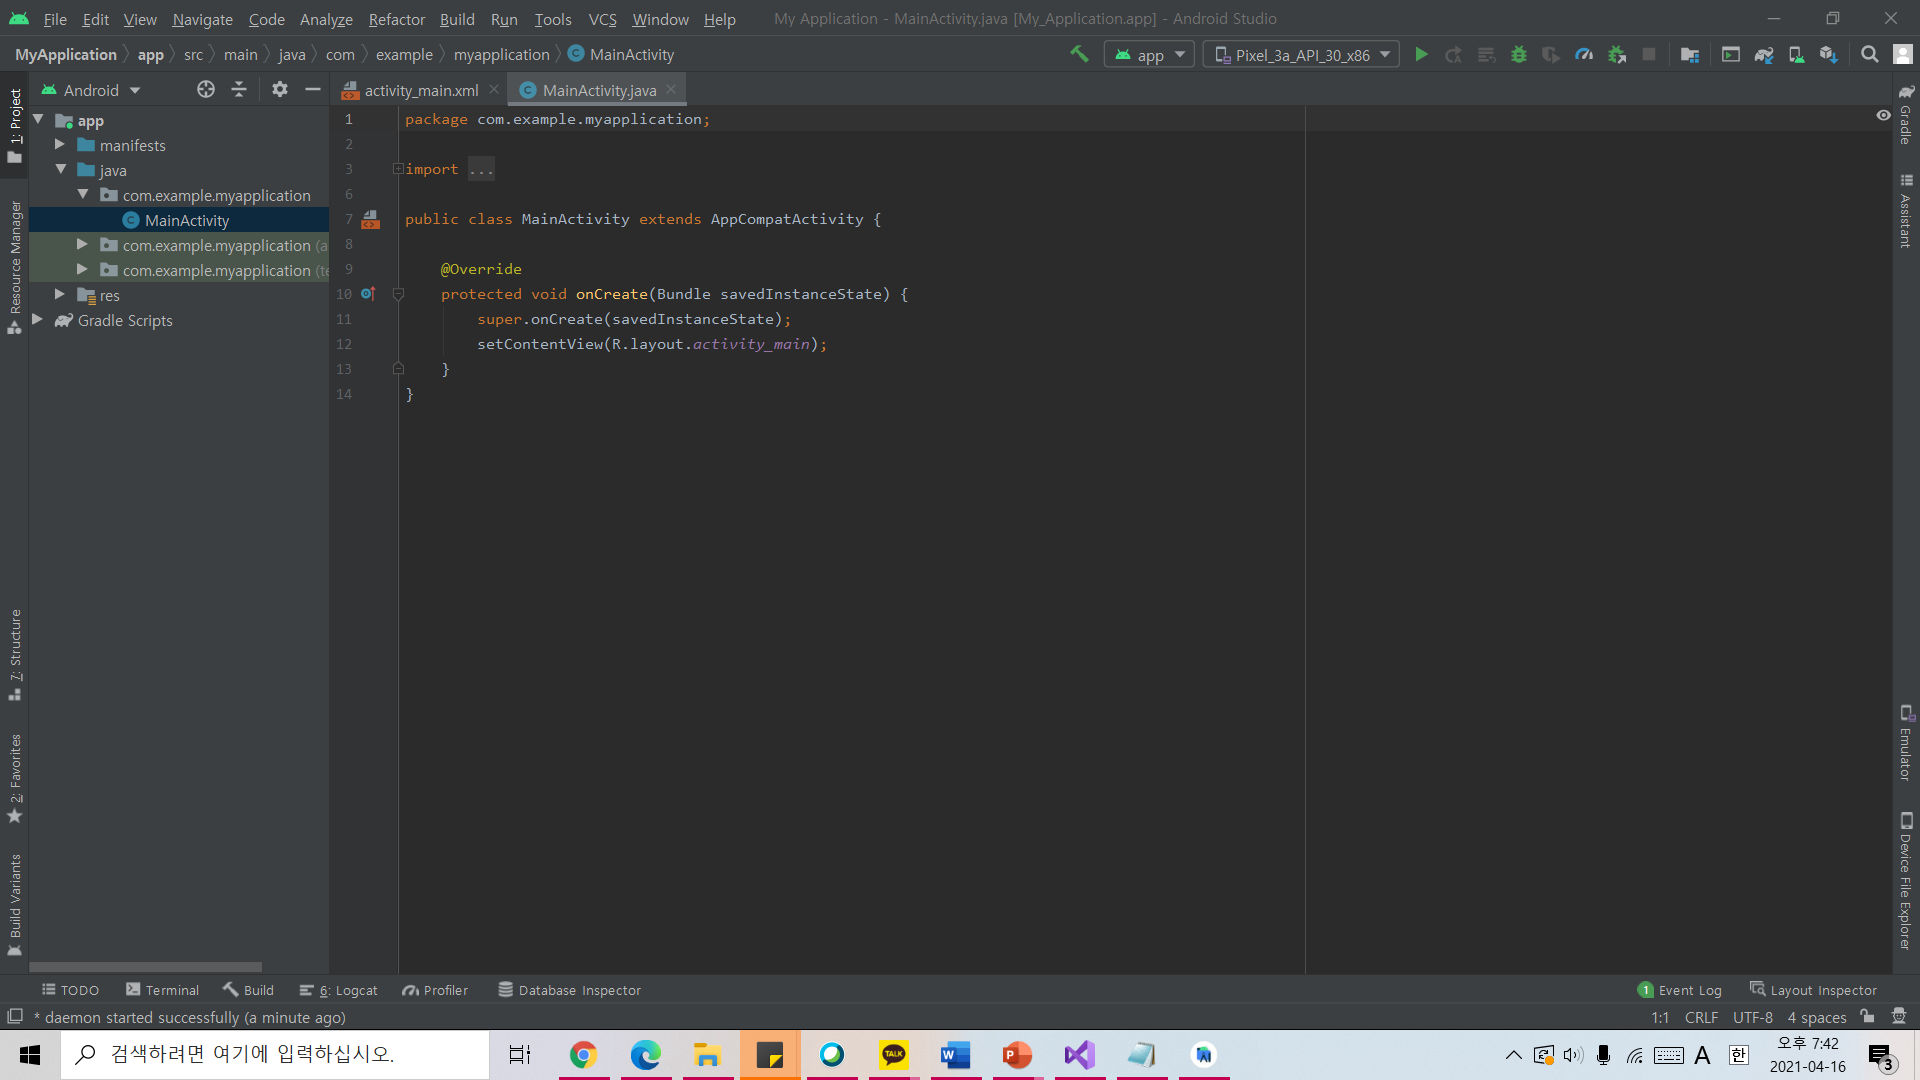 File Edit View Navigate Code Analyze Refactor Build Run Tools VCS Window Help My Application - MainActivity.java [My_Application.app] - Android Studio
MyApplication app src main java com example myapplication MainActivity app Pixel_3a_API_30_x86
Android
activity_main.xml
MainActivity.java
1: Project
Resource Manager
7: Structure
2: Favorites
Build Variants
app
manifests
java
com.example.myapplication
MainActivity
com.example.myapplication (a
com.example.myapplication (te
res
Gradle Scripts
1 package com.example.myapplication;
2
3 import ...
6
7 public class MainActivity extends AppCompatActivity {
8
9 @Override
10 protected void onCreate(Bundle savedInstanceState) {
11 super.onCreate(savedInstanceState);
12 setContentView(R.layout.activity_main);
13 }
14 }
Gradle
Assistant
Emulator
Device File Explorer
TODO Terminal Build 6: Logcat Profiler Database Inspector 1 Event Log Layout Inspector
* daemon started successfully (a minute ago) 1:1 CRLF UTF-8 4 spaces
검색하려면 여기에 입력하십시오.
TALK
A 한
오후 7:42
2021-04-16
3